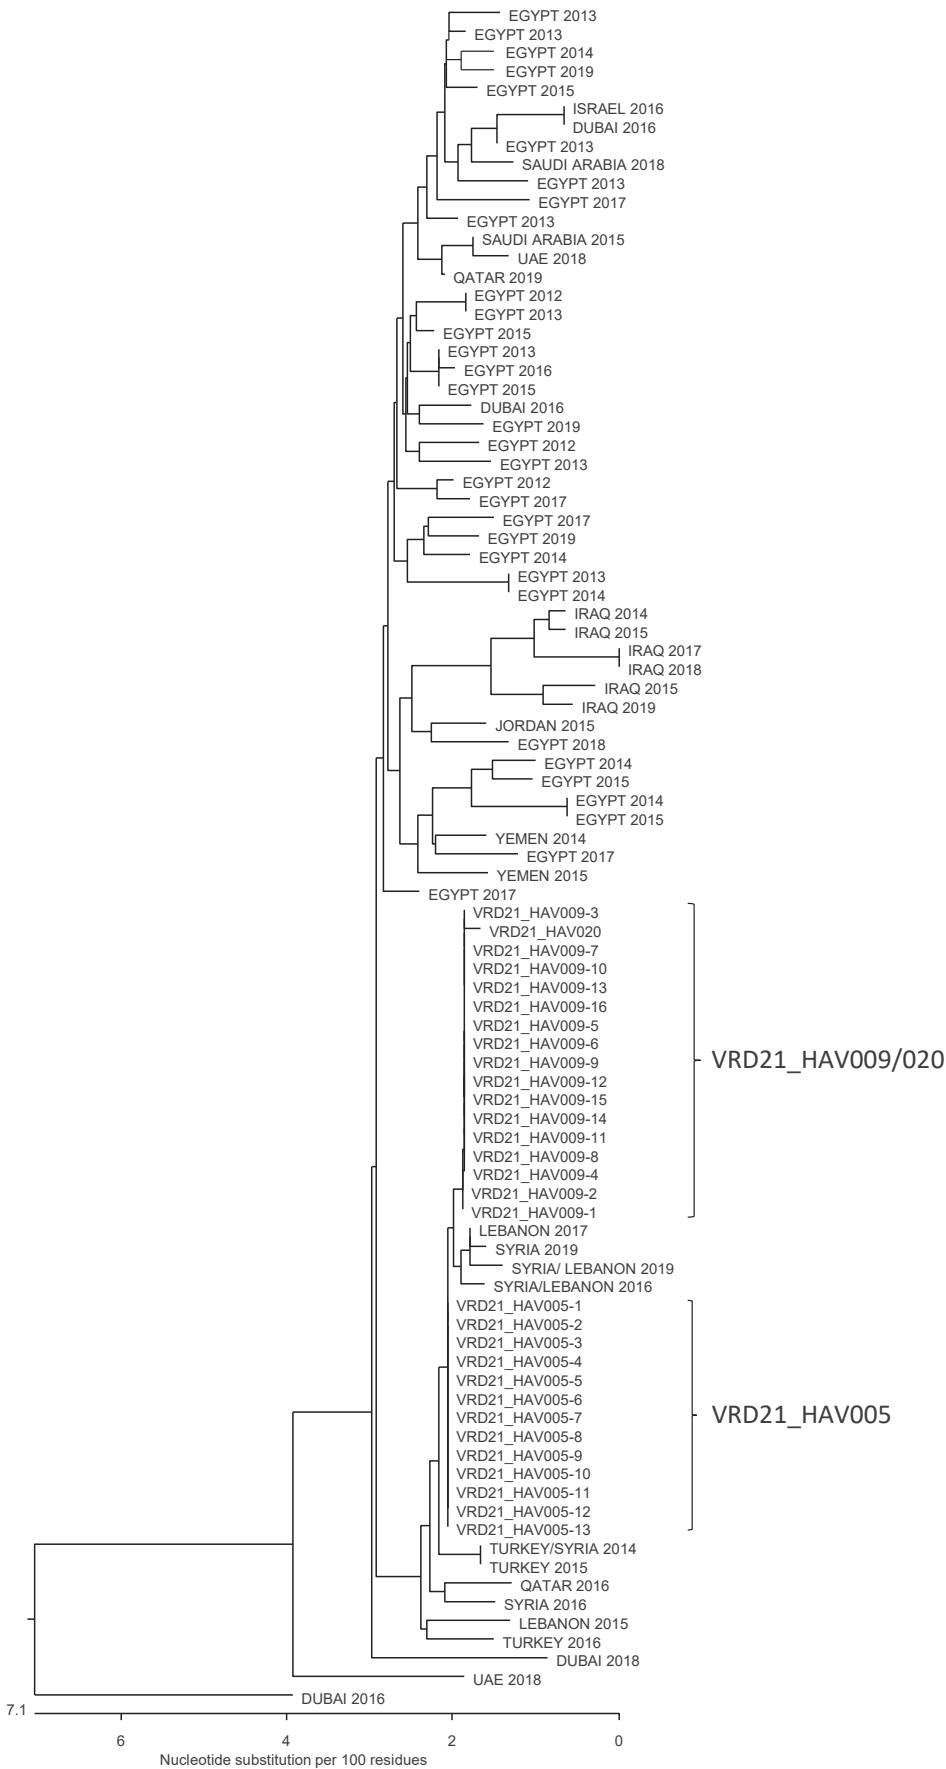 EGYPT 2013
EGYPT 2013
EGYPT 2014
EGYPT 2019
EGYPT 2015
ISRAEL 2016
DUBAI 2016
EGYPT 2013
SAUDI ARABIA 2018
EGYPT 2013
EGYPT 2017
EGYPT 2013
SAUDI ARABIA 2015
UAE 2018
QATAR 2019
EGYPT 2012
EGYPT 2013
EGYPT 2015
EGYPT 2013
EGYPT 2016
EGYPT 2015
DUBAI 2016
EGYPT 2019
EGYPT 2012
EGYPT 2013
EGYPT 2012
EGYPT 2017
EGYPT 2017
EGYPT 2019
EGYPT 2014
EGYPT 2013
EGYPT 2014
IRAQ 2014
IRAQ 2015
IRAQ 2017
IRAQ 2018
IRAQ 2015
IRAQ 2019
JORDAN 2015
EGYPT 2018
EGYPT 2014
EGYPT 2015
EGYPT 2014
EGYPT 2015
YEMEN 2014
EGYPT 2017
YEMEN 2015
EGYPT 2017
VRD21_HAV009-3
VRD21_HAV020
VRD21_HAV009-7
VRD21_HAV009-10
VRD21_HAV009-13
VRD21_HAV009-16
VRD21_HAV009-5
VRD21_HAV009-6
VRD21_HAV009-9
VRD21_HAV009/020
VRD21_HAV009-12
VRD21_HAV009-15
VRD21_HAV009-14
VRD21_HAV009-11
VRD21_HAV009-8
VRD21_HAV009-4
VRD21_HAV009-2
VRD21_HAV009-1
LEBANON 2017
SYRIA 2019
SYRIA/ LEBANON 2019
SYRIA/LEBANON 2016
VRD21_HAV005-1
VRD21_HAV005-2
VRD21_HAV005-3
VRD21_HAV005-4
VRD21_HAV005-5
VRD21_HAV005-6
VRD21_HAV005-7
VRD21_HAV005
VRD21_HAV005-8
VRD21_HAV005-9
VRD21_HAV005-10
VRD21_HAV005-11
VRD21_HAV005-12
VRD21_HAV005-13
TURKEY/SYRIA 2014
TURKEY 2015
QATAR 2016
SYRIA 2016
LEBANON 2015
TURKEY 2016
DUBAI 2018
UAE 2018
DUBAI 2016
7.1
6 4 2 0
Nucleotide substitution per 100 residues